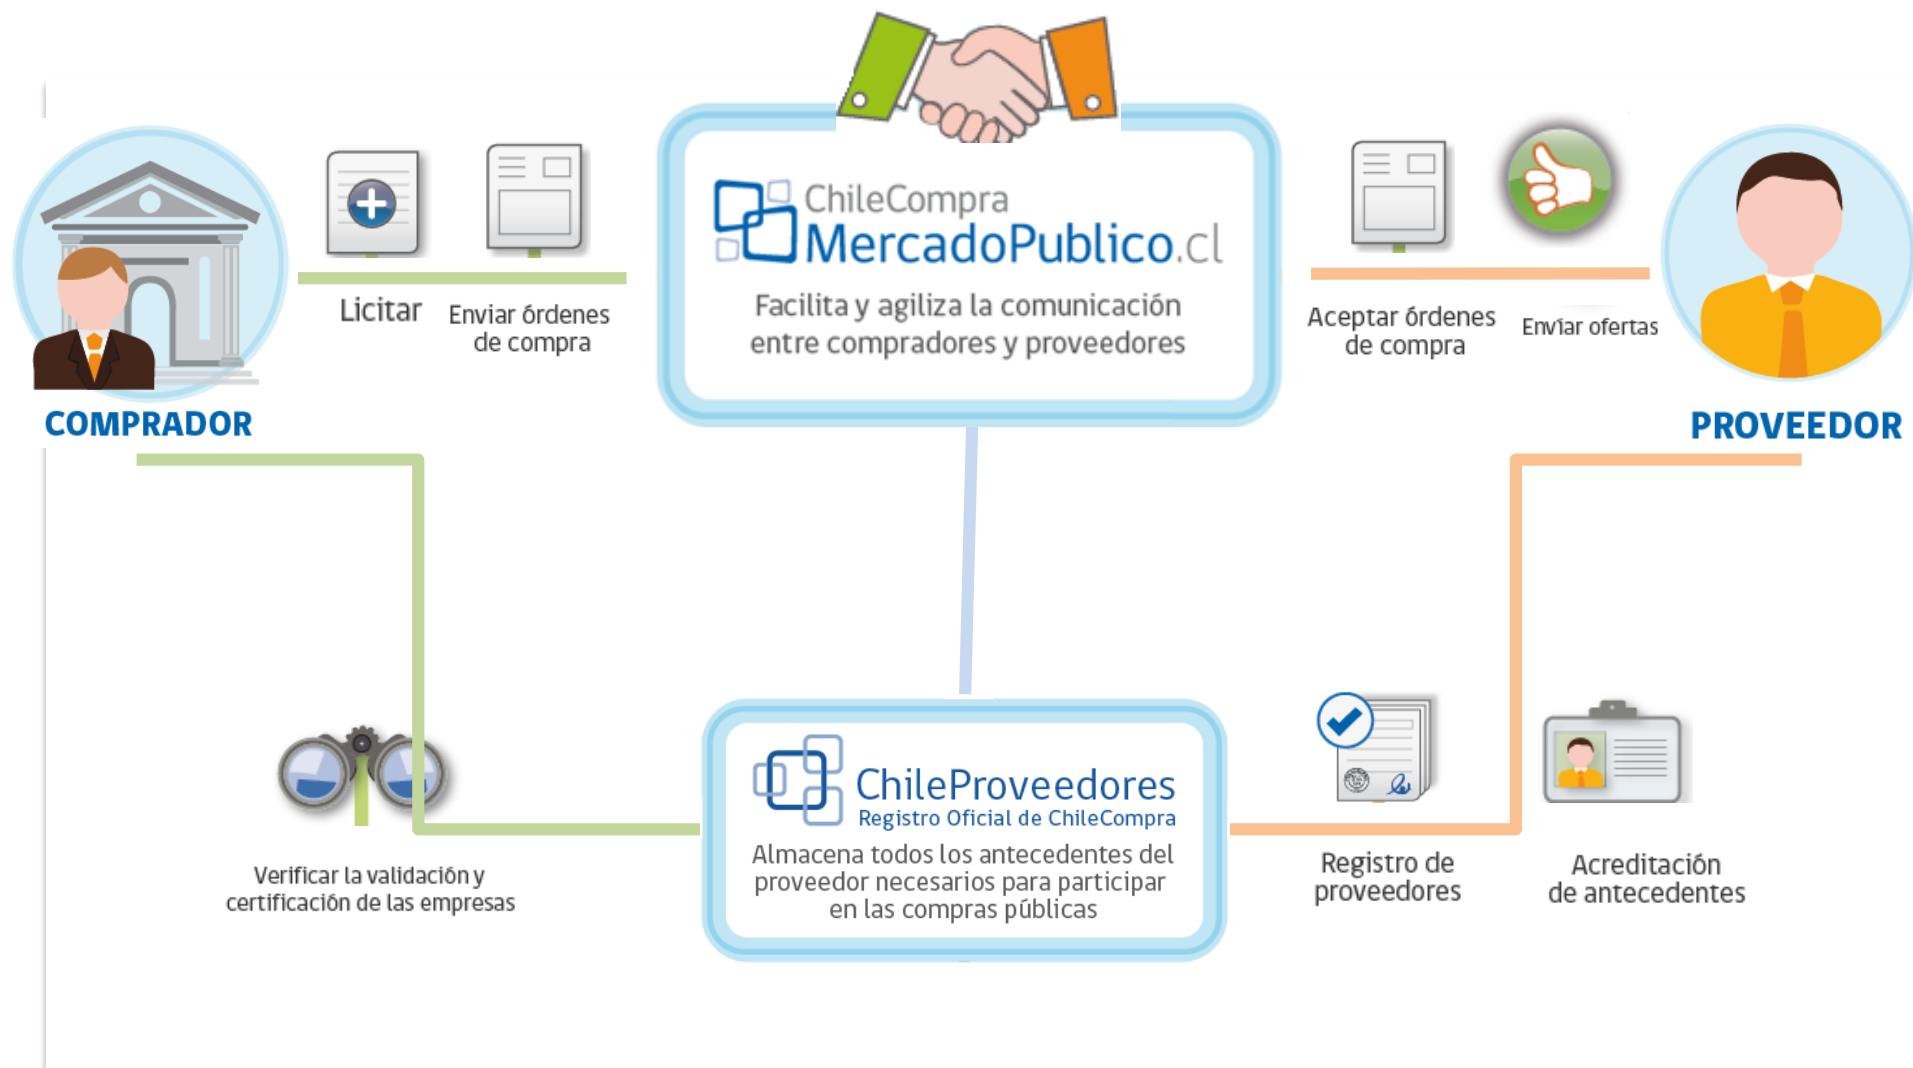 ChileCompra
MercadoPublico.cl
Facilita y agiliza la comunicación
entre compradores y proveedores
Licitar
Enviar órdenes
de compra
Aceptar órdenes
de compra
Enviar ofertas
COMPRADOR
PROVEEDOR
ChileProveedores
Registro Oficial de ChileCompra
Almacena todos los antecedentes del
proveedor necesarios para participar
en las compras públicas
Verificar la validación y
certificación de las empresas
Registro de
proveedores
Acreditación
de antecedentes